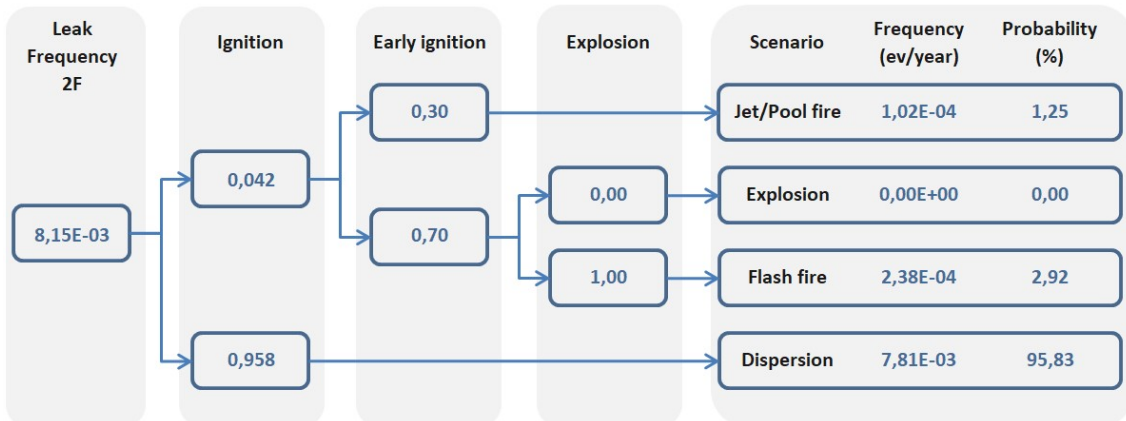 Leak
Frequency
2F
Ignition
Early ignition
Explosion
Scenario
Frequency
(ev/year)
Probability
(%)
8,15E-03
0,042
0,958
0,30
0,70
0,00
1,00
Jet/Pool fire 1,02E-04 1,25
Explosion 0,00E+00 0,00
Flash fire 2,38E-04 2,92
Dispersion 7,81E-03 95,83